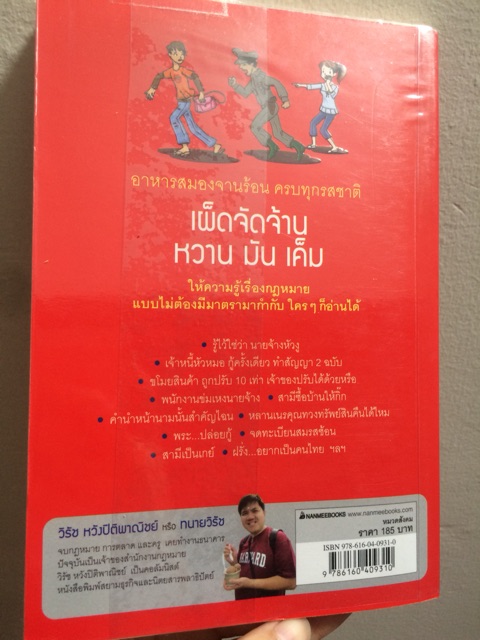 อาหารสมองจานร้อน ครบทุกรสชาติ
เผ็ดจัดจ้าน
หวาน มัน เค็ม
ให้ความรู้เรื่องกฎหมาย
แบบไม่ต้องมีมาตรามากำกับ ใครๆ ก็อ่านได้
• รู้ไว้ใช่ว่า นายจ้างหัวงู
• เจ้าหนี้หัวหมอ กู้ครั้งเดียว ทำสัญญา 2 ฉบับ
• ขโมยสินค้า ถูกปรับ 10 เท่า เจ้าของปรับได้ด้วยหรือ
• พนักงานข่มเหงนายจ้าง • สามีซื้อบ้านให้กิ๊ก
• คำนำหน้านามนั้นสำคัญไฉน • หลานเนรคุณทวงทรัพย์สินคืนได้ไหม
• พระ...ปล่อยกู้ • จดทะเบียนสมรสซ้อน
• สามีเป็นเกย์ • ฝรั่ง...อยากเป็นคนไทย ฯลฯ
วิรัช หวังปิติพาณิชย์ หรือ ทนายวิรัช
จบกฎหมาย การตลาด และครู เคยทำงานธนาคาร
ปัจจุบันเป็นเจ้าของสำนักงานกฎหมาย
วิรัช หวังปิติพาณิชย์ เป็นคอลัมนิสต์
หนังสือพิมพ์สยามธุรกิจและนิตยสารพลาธิปัตย์
HARVARD
NANMEEBOOKS www.nanmeebooks.com
หมวดสังคม
ราคา 185 บาท
ISBN 978-616-04-0931-0
9 786160 409310